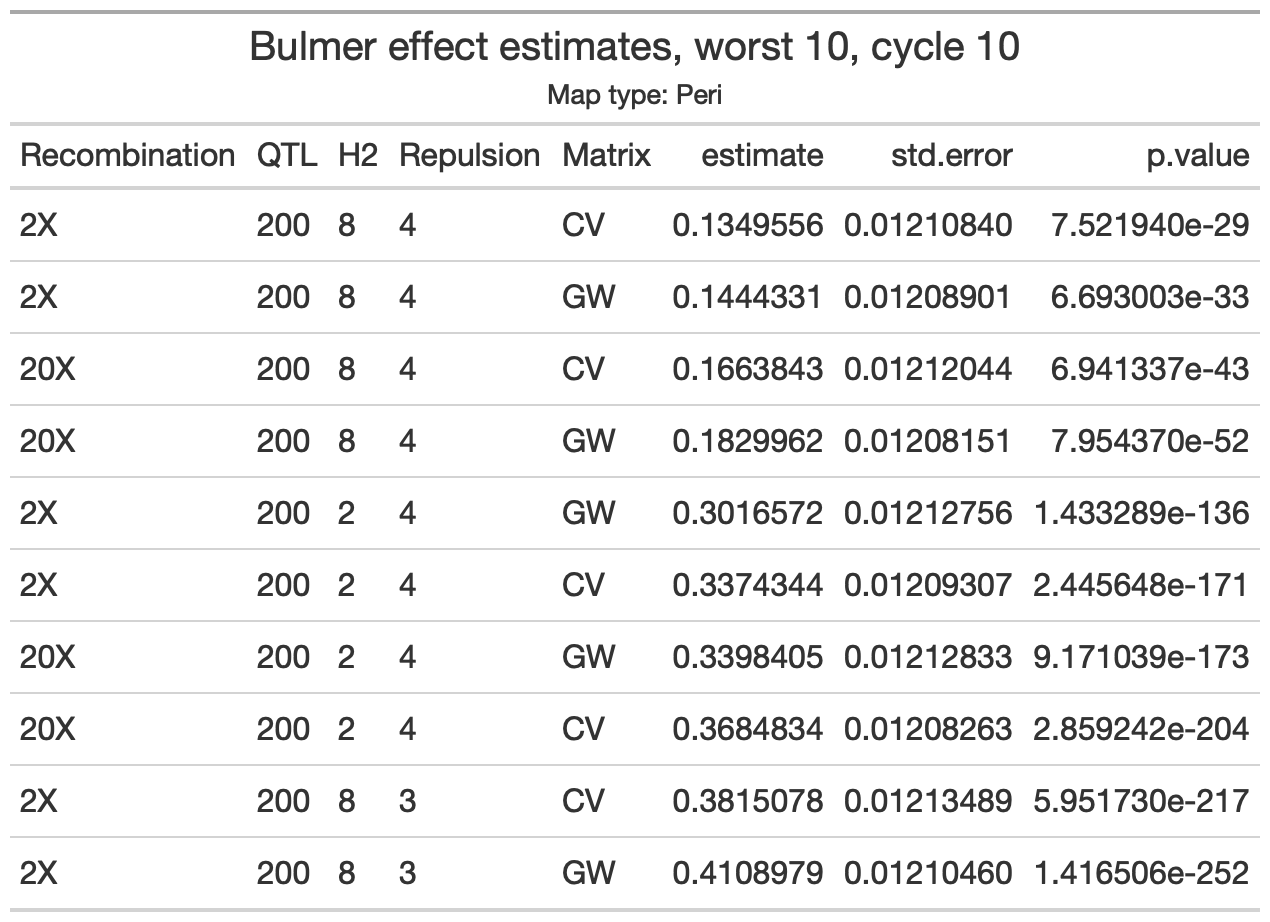 Bulmer effect estimates, worst 10, cycle 10
Map type: Peri
Recombination QTL H2 Repulsion Matrix estimate std.error p.value
2X 200 8 4 CV 0.1349556 0.01210840 7.521940e-29
2X 200 8 4 GW 0.1444331 0.01208901 6.693003e-33
20X 200 8 4 CV 0.1663843 0.01212044 6.941337e-43
20X 200 8 4 GW 0.1829962 0.01208151 7.954370e-52
2X 200 2 4 GW 0.3016572 0.01212756 1.433289e-136
2X 200 2 4 CV 0.3374344 0.01209307 2.445648e-171
20X 200 2 4 GW 0.3398405 0.01212833 9.171039e-173
20X 200 2 4 CV 0.3684834 0.01208263 2.859242e-204
2X 200 8 3 CV 0.3815078 0.01213489 5.951730e-217
2X 200 8 3 GW 0.4108979 0.01210460 1.416506e-252